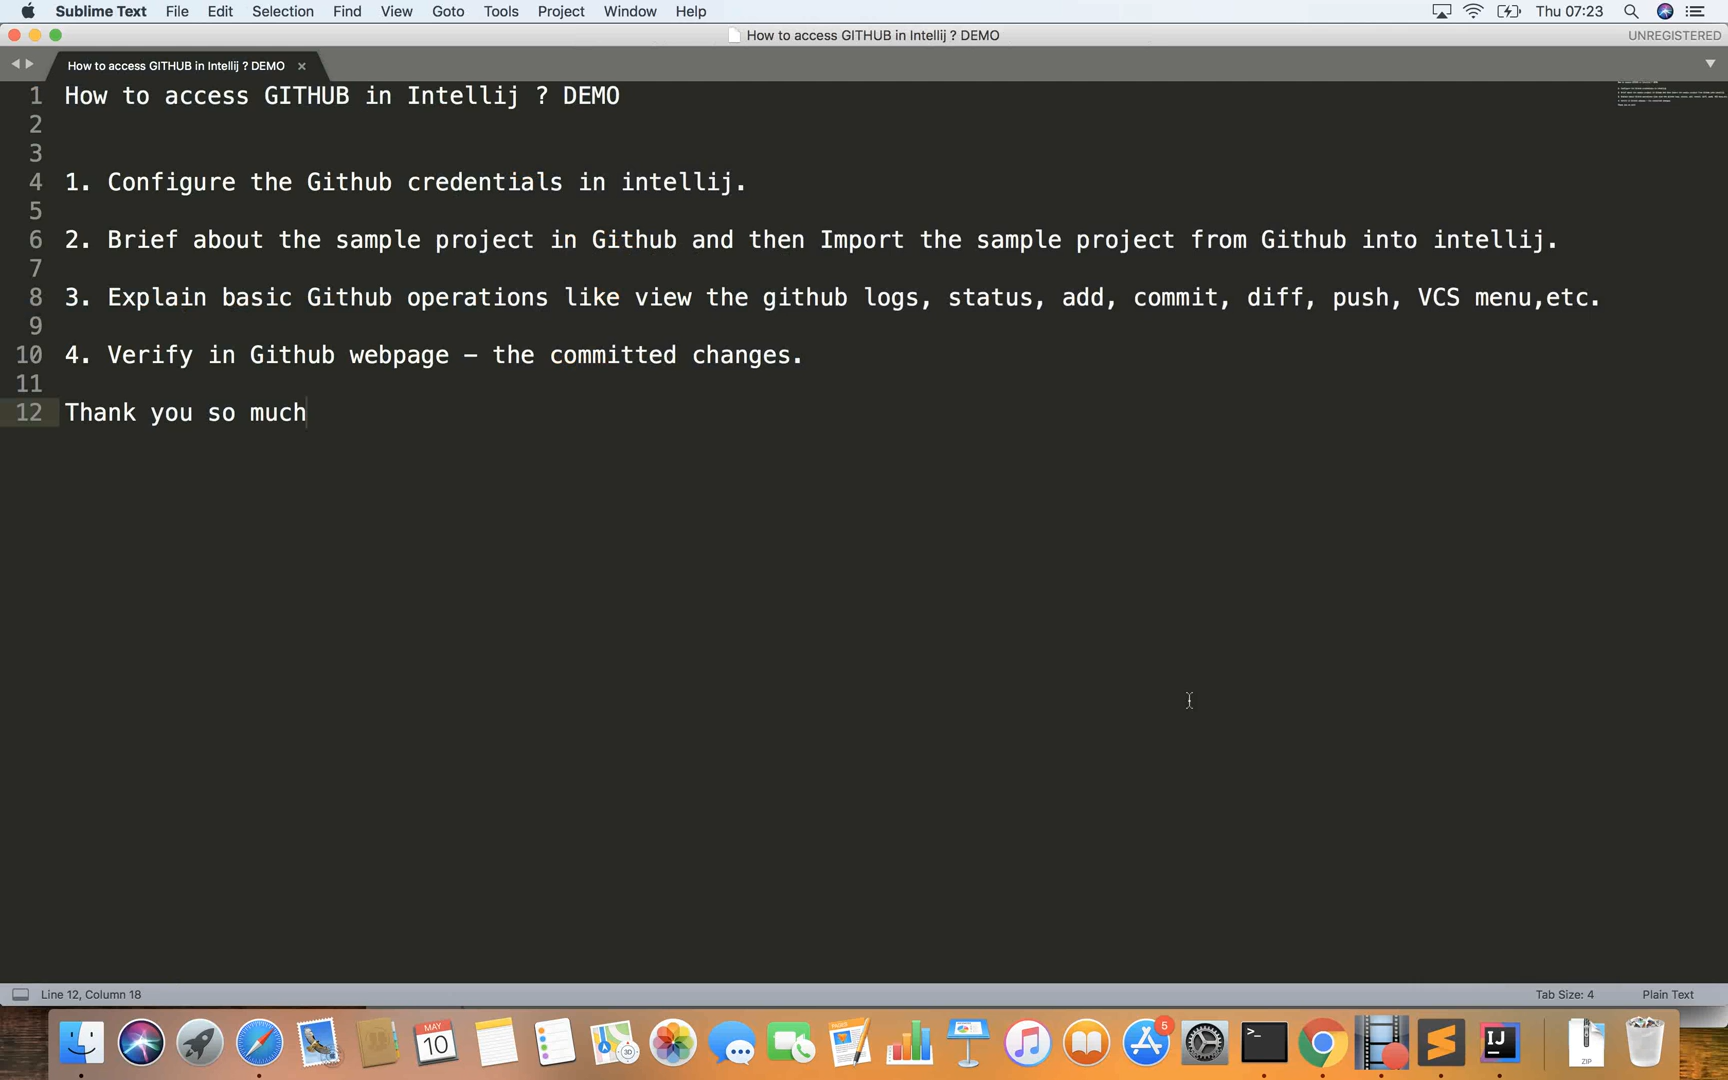 Sublime Text File Edit Selection Find View Goto Tools Project Window Help Thu 07:23
How to access GITHUB in Intellij ? DEMO UNREGISTERED
How to access GITHUB in Intellij ? DEMO ×
1 How to access GITHUB in Intellij ? DEMO
2
3
4 1. Configure the Github credentials in intellij.
5
6 2. Brief about the sample project in Github and then Import the sample project from Github into intellij.
7
8 3. Explain basic Github operations like view the github logs, status, add, commit, diff, push, VCS menu,etc.
9
10 4. Verify in Github webpage – the committed changes.
11
12 Thank you so much
Line 12, Column 18 Tab Size: 4 Plain Text
MAY
10
3D
PAGES
5
>_
IJ
ZIP